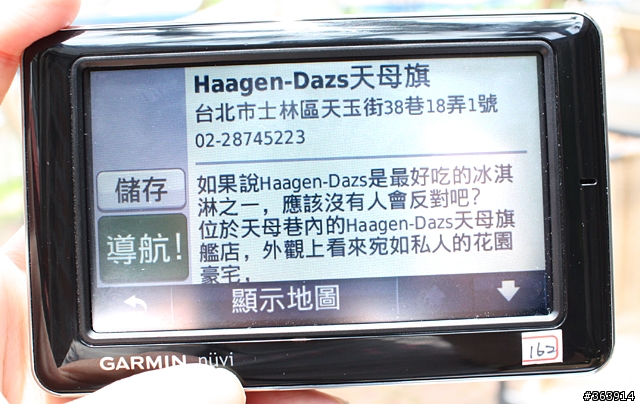 Haagen-Dazs天母旗
台北市士林區天玉街38巷18弄1號
02-28745223
儲存
如果說Haagen-Dazs是最好吃的冰淇
淋之一，應該沒有人會反對吧?
導航!
位於天母巷內的Haagen-Dazs天母旗
艦店，外觀上看來宛如私人的花園
豪宅，
顯示地圖
GARMIN nüvi
162
#363914